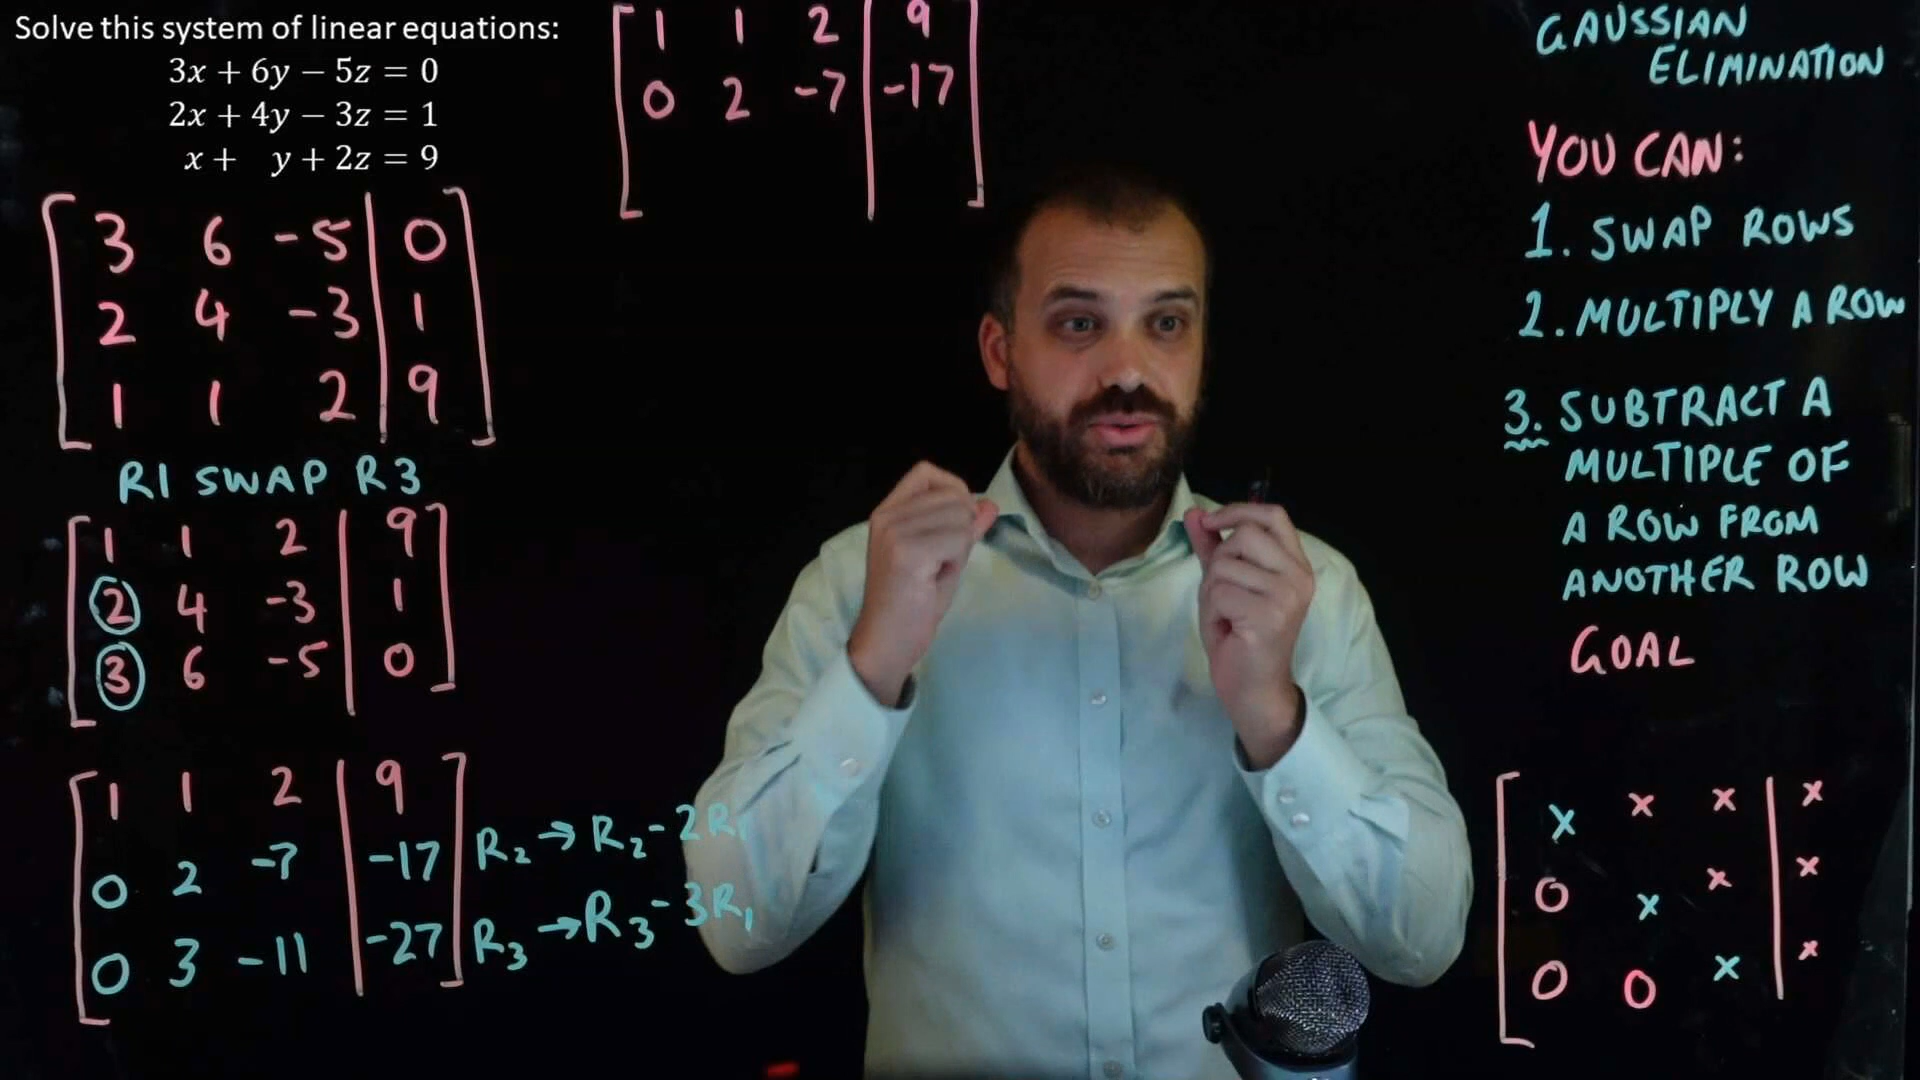 Solve this system of linear equations:
3x + 6y − 5z = 0
2x + 4y − 3z = 1
x + y + 2z = 9
3 6 -5 0
2 4 -3 1
1 1 2 9
R1 SWAP R3
1 1 2 9
2 4 -3 1
3 6 -5 0
1 1 2 9
0 2 -7 -17 R2 → R2 - 2R1
0 3 -11 -27 R3 → R3 - 3R1
1 1 2 9
0 2 -7 -17
GAUSSIAN
ELIMINATION
YOU CAN:
1. SWAP ROWS
2. MULTIPLY A ROW
3. SUBTRACT A
MULTIPLE OF
A ROW FROM
ANOTHER ROW
GOAL
x x x x
0 x x x
0 0 x x